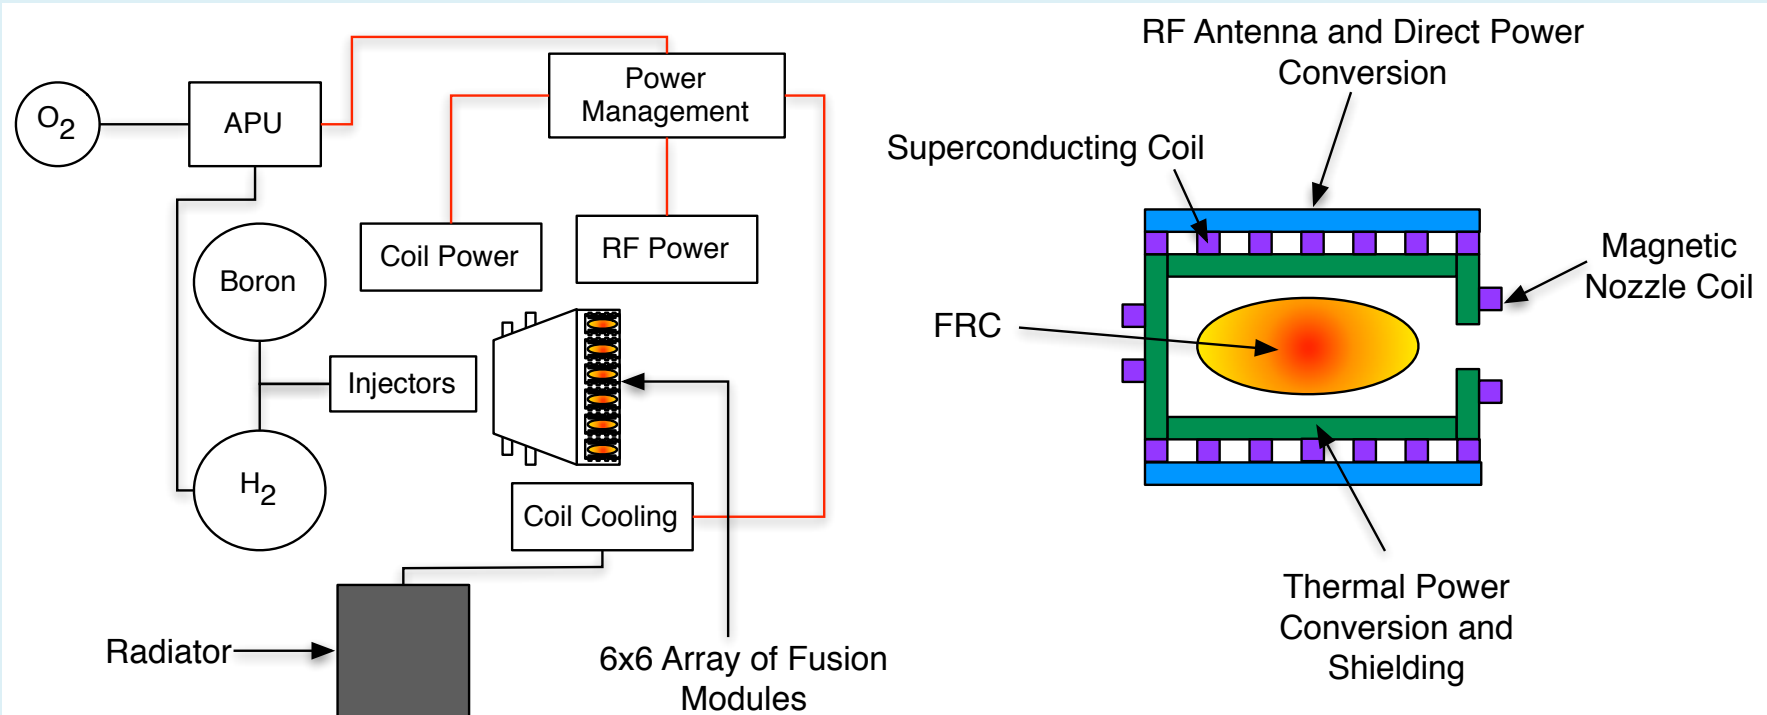 O2
APU
Power
Management
Coil Power
RF Power
Boron
Injectors
H2
Coil Cooling
Radiator
6x6 Array of Fusion
Modules
RF Antenna and Direct Power
Conversion
Superconducting Coil
Magnetic
Nozzle Coil
FRC
Thermal Power
Conversion and
Shielding